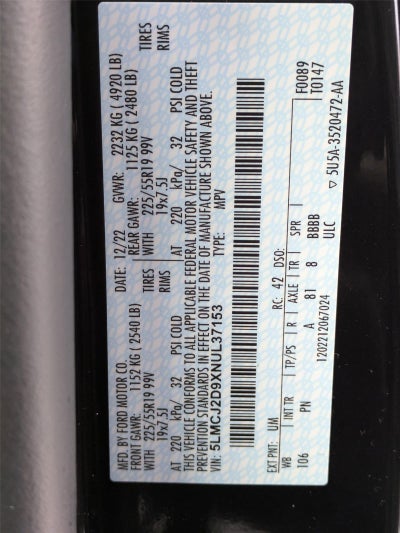 MFD. BY FORD MOTOR CO.
DATE: 12/22
GVWR: 2232 KG ( 4920 LB)
FRONT GAWR: 1152 KG ( 2540 LB)
REAR GAWR: 1125 KG ( 2480 LB)
WITH 225/55R19 99V TIRES
19x7.5J RIMS
AT 220 kPa/ 32 PSI COLD
WITH 225/55R19 99V TIRES
19x7.5J RIMS
AT 220 kPa/ 32 PSI COLD
THIS VEHICLE CONFORMS TO ALL APPLICABLE FEDERAL MOTOR VEHICLE SAFETY AND THEFT
PREVENTION STANDARDS IN EFFECT ON THE DATE OF MANUFACTURE SHOWN ABOVE.
VIN: 5LMCJ2D9XNUL37153
TYPE: MPV
F0089
T0147
EXT PNT: UM RC: 42 DSO:
WB INT TR TP/PS R AXLE TR SPR
106 PN A 81 8 BBBB
ULC
1202212067024
▽ 5U5A-3520472-AA